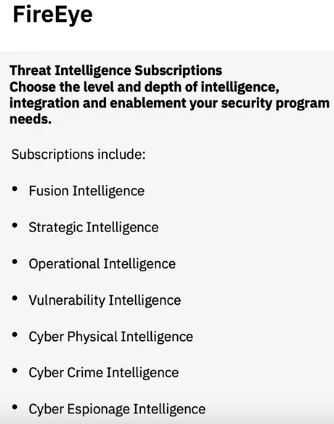 FireEye
Threat Intelligence Subscriptions
Choose the level and depth of intelligence,
integration and enablement your security program
needs.
Subscriptions include:
• Fusion Intelligence
• Strategic Intelligence
• Operational Intelligence
• Vulnerability Intelligence
• Cyber Physical Intelligence
• Cyber Crime Intelligence
• Cyber Espionage Intelligence